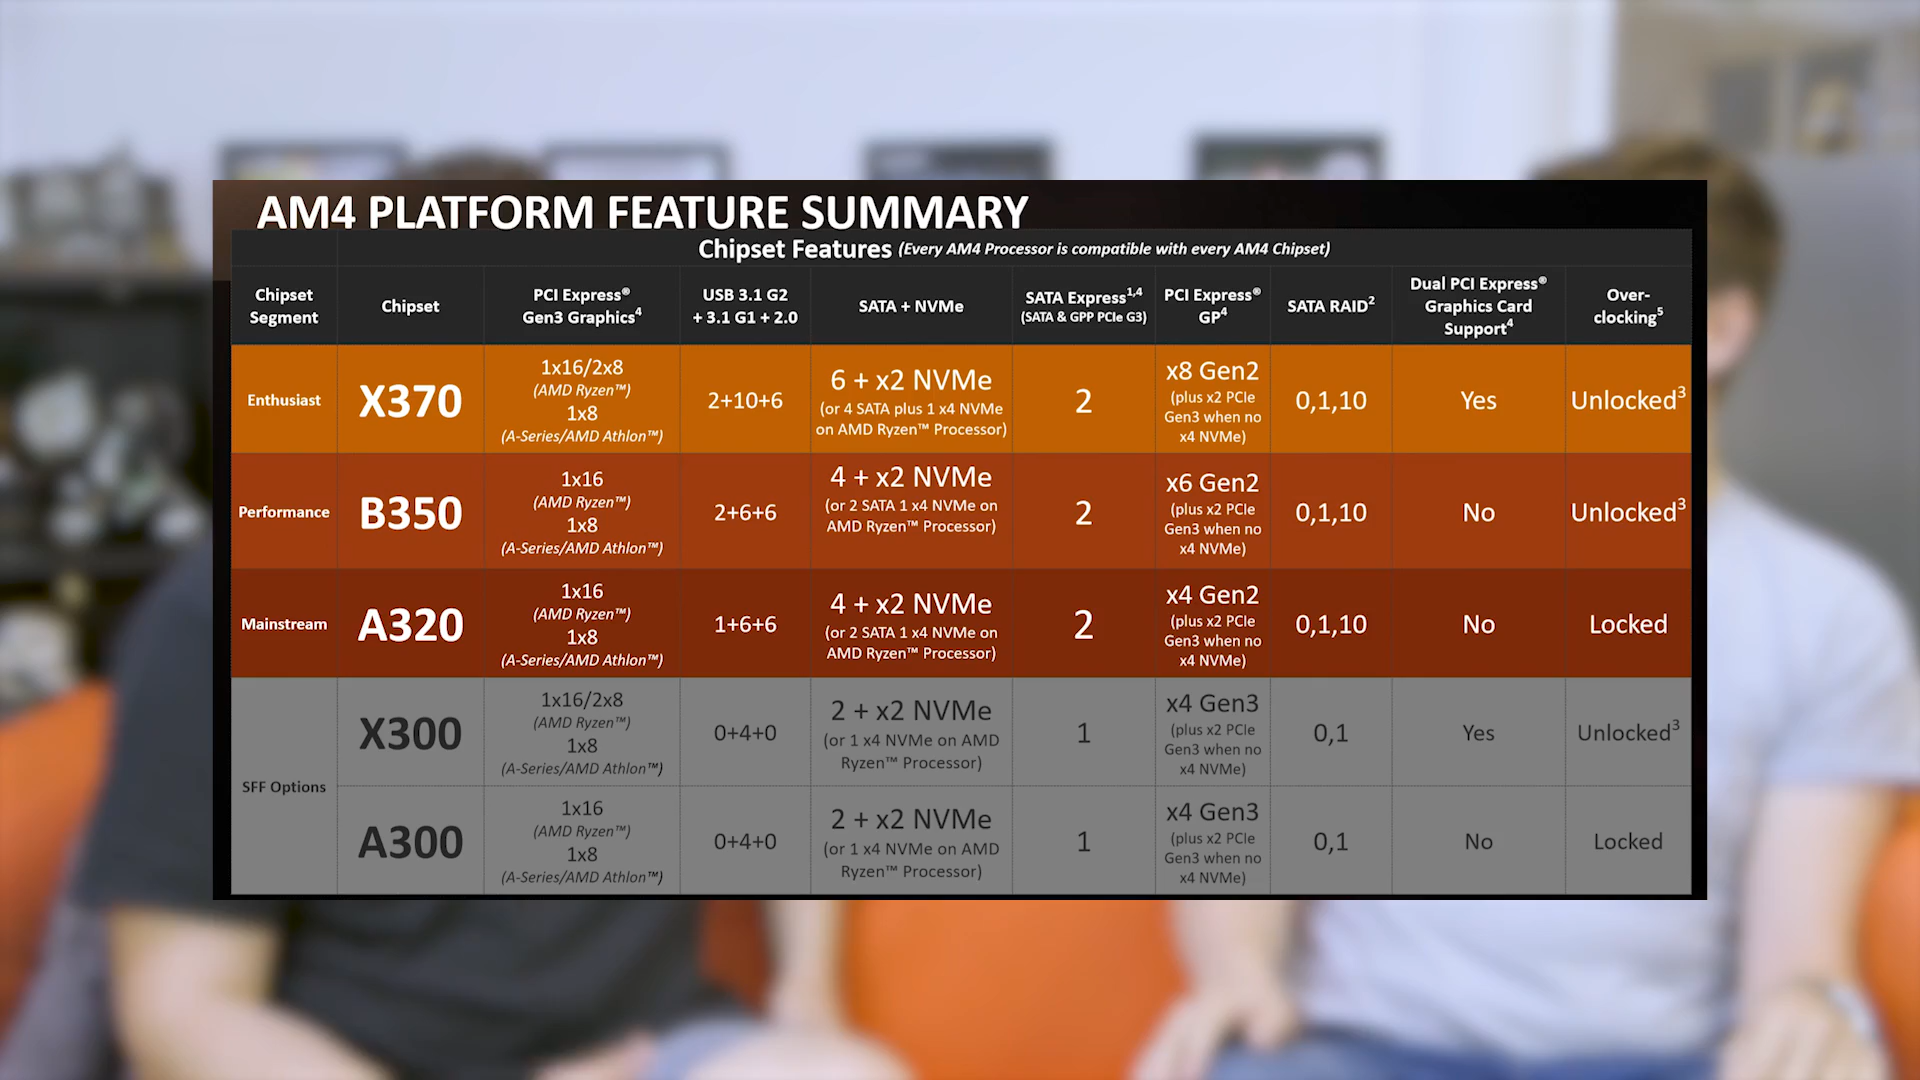 AM4 PLATFORM FEATURE SUMMARY
Chipset Features (Every AM4 Processor is compatible with every AM4 Chipset)
Chipset
Segment
Chipset
PCI Express®
Gen3 Graphics4
USB 3.1 G2
+ 3.1 G1 + 2.0
SATA + NVMe
SATA Express1,4
(SATA & GPP PCIe G3)
PCI Express®
GP4
SATA RAID2
Dual PCI Express®
Graphics Card
Support4
Over-
clocking5
Enthusiast
X370
1x16/2x8
(AMD Ryzen™)
1x8
(A-Series/AMD Athlon™)
2+10+6
6 + x2 NVMe
(or 4 SATA plus 1 x4 NVMe
on AMD Ryzen™ Processor)
2
x8 Gen2
(plus x2 PCIe
Gen3 when no
x4 NVMe)
0,1,10
Yes
Unlocked3
Performance
B350
1x16
(AMD Ryzen™)
1x8
(A-Series/AMD Athlon™)
2+6+6
4 + x2 NVMe
(or 2 SATA 1 x4 NVMe on
AMD Ryzen™ Processor)
2
x6 Gen2
(plus x2 PCIe
Gen3 when no
x4 NVMe)
0,1,10
No
Unlocked3
Mainstream
A320
1x16
(AMD Ryzen™)
1x8
(A-Series/AMD Athlon™)
1+6+6
4 + x2 NVMe
(or 2 SATA 1 x4 NVMe on
AMD Ryzen™ Processor)
2
x4 Gen2
(plus x2 PCIe
Gen3 when no
x4 NVMe)
0,1,10
No
Locked
SFF Options
X300
1x16/2x8
(AMD Ryzen™)
1x8
(A-Series/AMD Athlon™)
0+4+0
2 + x2 NVMe
(or 1 x4 NVMe on AMD
Ryzen™ Processor)
1
x4 Gen3
(plus x2 PCIe
Gen3 when no
x4 NVMe)
0,1
Yes
Unlocked3
A300
1x16
(AMD Ryzen™)
1x8
(A-Series/AMD Athlon™)
0+4+0
2 + x2 NVMe
(or 1 x4 NVMe on AMD
Ryzen™ Processor)
1
x4 Gen3
(plus x2 PCIe
Gen3 when no
x4 NVMe)
0,1
No
Locked